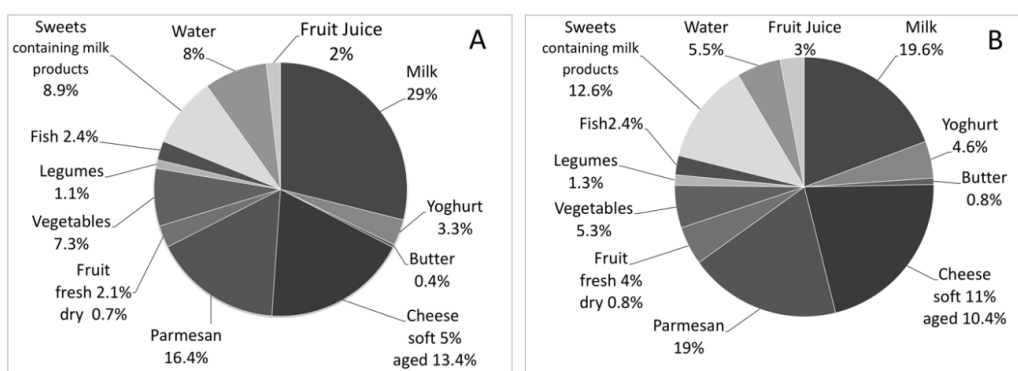 A
Fruit Juice
2%
Milk
29%
Yoghurt
3.3%
Butter
0.4%
Cheese
soft 5%
aged 13.4%
Parmesan
16.4%
Fruit
fresh 2.1%
dry 0.7%
Vegetables
7.3%
Legumes
1.1%
Fish 2.4%
Sweets
containing milk
products
8.9%
Water
8%
B
Fruit Juice
3%
Milk
19.6%
Yoghurt
4.6%
Butter
0.8%
Cheese
soft 11%
aged 10.4%
Parmesan
19%
Fruit
fresh 4%
dry 0.8%
Vegetables
5.3%
Legumes
1.3%
Fish2.4%
Sweets
containing milk
products
12.6%
Water
5.5%